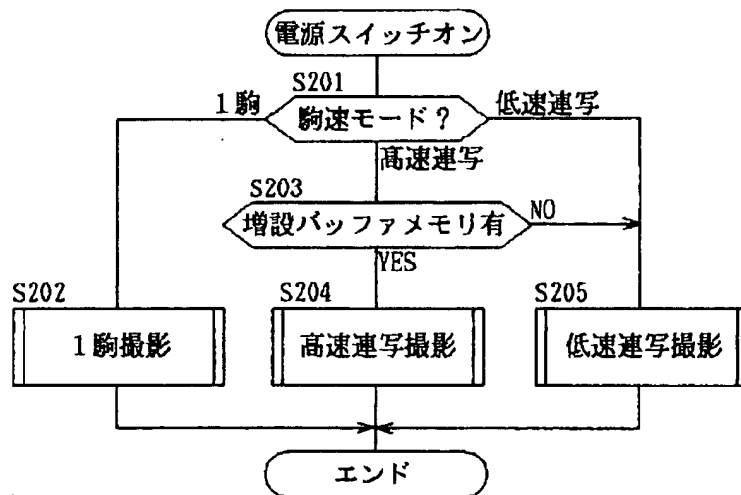 電源スイッチオン
S201
1駒
駒速モード?
低速連写
高速連写
S203
増設バッファメモリ有
NO
YES
S202
S204
S205
1駒撮影
高速連写撮影
低速連写撮影
エンド